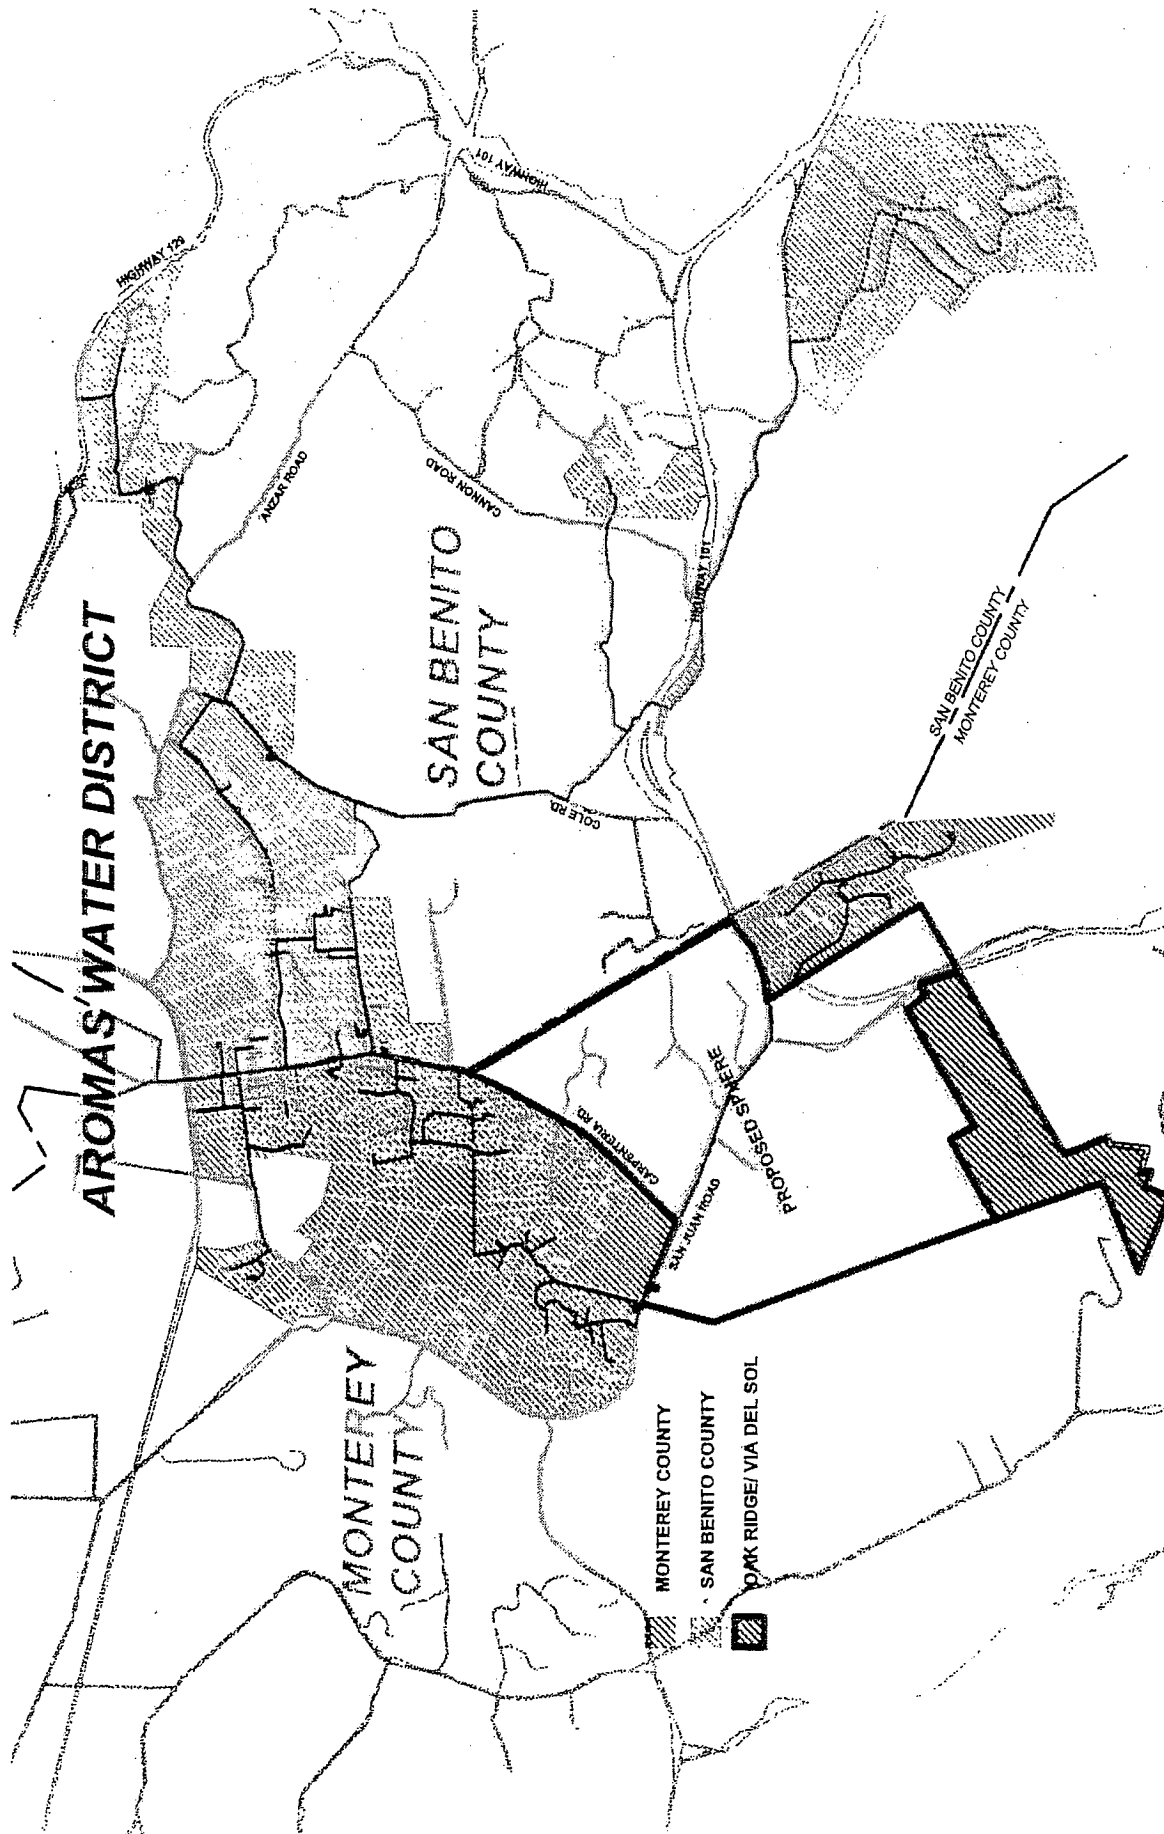 AROMAS WATER DISTRICT
HIGHWAY 129
HIGHWAY 101
ANZAR ROAD
CANNON ROAD
SAN BENITO
COUNTY
HIGHWAY 101
COLE RD.
SAN BENITO COUNTY
MONTEREY COUNTY
CARPENTERIA RD.
SAN JUAN ROAD
PROPOSED SPHERE
MONTEREY
COUNTY
MONTEREY COUNTY
SAN BENITO COUNTY
OAK RIDGE/ VIA DEL SOL